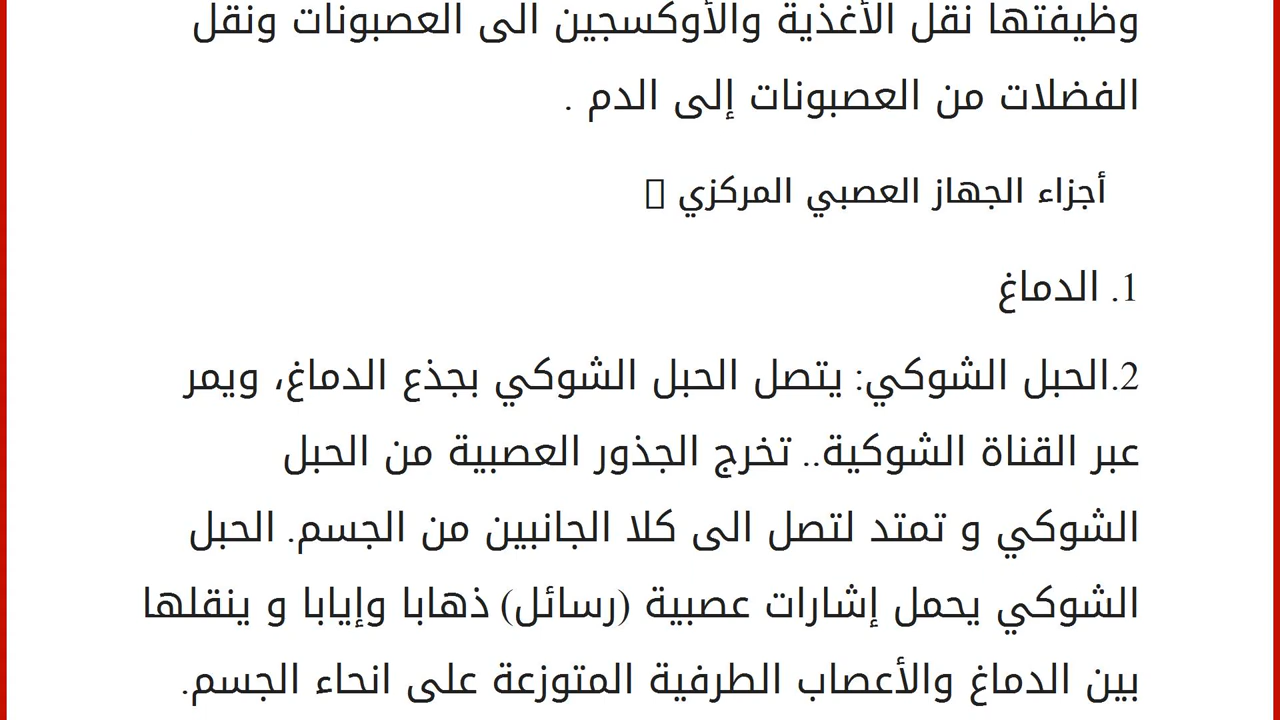 وظيفتها نقل الأغذية والأوكسجين الى العصبونات ونقل
الفضلات من العصبونات إلى الدم .
أجزاء الجهاز العصبي المركزي
1. الدماغ
2.الحبل الشوكي: يتصل الحبل الشوكي بجذع الدماغ، ويمر
عبر القناة الشوكية.. تخرج الجذور العصبية من الحبل
الشوكي و تمتد لتصل الى كلا الجانبين من الجسم. الحبل
الشوكي يحمل إشارات عصبية (رسائل) ذهابا وإيابا و ينقلها
بين الدماغ والأعصاب الطرفية المتوزعة على انحاء الجسم.